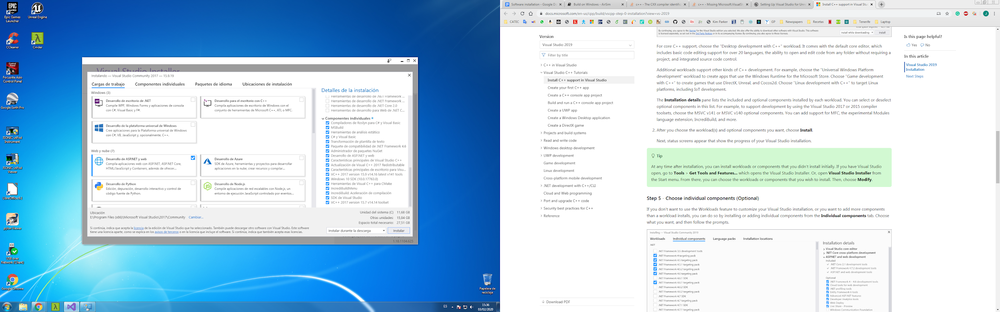 Epic Games
Launcher
Unreal Engine
CCleaner
Cmder
Focusrite Asio
Control Panel
Google Earth Pro
ISONIC utPod
Instrument
ISONIC utPod
Viewer
LibreOffice 6.1
pylon Viewer
USB over
Network (Client)
Google Chrome
Papelera de
reciclaje
Visual Studio Installer
Instalando — Visual Studio Community 2017 — 15.9.19
Cargas de trabajo
Componentes individuales
Paquetes de idioma
Ubicaciones de instalación
Windows (3)
Desarrollo de escritorio de .NET
Compila WPF, Windows Forms y aplicaciones de consola
con C#, Visual Basic y F#.
Desarrollo para el escritorio con C++
Compila aplicaciones de escritorio de Windows con el
conjunto de herramientas de Microsoft C++, ATL o MFC.
Desarrollo de la plataforma universal de Windows
Cree aplicaciones para la Plataforma universal de Windows
con C#, VB, JavaScript y, opcionalmente, C++.
Web y nube (7)
Desarrollo de ASP.NET y web
Compila aplicaciones web con ASP.NET, ASP.NET Core,
HTML/JavaScript y Containers, además de ofrecer...
Desarrollo de Azure
SDK de Azure, herramientas y proyectos para desarrollar
aplicaciones en la nube, crear recursos y compilar...
Desarrollo de Python
Edición, depuración, desarrollo interactivo y control de
código fuente de Python.
Desarrollo de Node.js
Compile aplicaciones de red escalables con Node.js, un
entorno de ejecución JavaScript controlado por eventos...
Detalles de la instalación
Herramientas de desarrollo de .NET Framework ...
Herramientas de desarrollo de .NET Framework ...
Herramientas de desarrollo de .NET Core 2.0
Herramientas de desarrollo para Web de .NET C...
Componentes individuales *
Compiladores de Roslyn para C# y Visual Basic
MSBuild
Herramientas de análisis estático
C# y Visual Basic
Transformación de plantilla de texto
Paquete de compatibilidad de .NET Framework 4.6
Administrador de paquetes NuGet
Desarrollo de ASP.NET y web
Características principales de Visual Studio C++
Actualización de Visual C++ 2017 Redistributable
Características principales de escritorio para Visu...
VC++ 2017 version 15.9 v14.16 latest v141 tools
Windows 10 SDK (10.0.17763.0)
Herramientas de Visual C++ para CMake
IncrediBuildMenu
IncrediBuild: Aceleración de compilación
SDK de Visual Studio
VC++ 2017 version 15.7 v14.14 toolset
Ubicación
E:\Program Files (x86)\Microsoft Visual Studio\2017\Community Cambiar...
Unidad del sistema (C) 11,68 GB
Otras unidades: 15,84 GB
Espacio total necesario: 27,51 GB
Si continúa, indica que acepta la licencia de la edición de Visual Studio que ha seleccionado. También puede descargar otro software con Visual Studio. Este software
tiene una licencia aparte, como se explica en los avisos de terceros o en la licencia que incluye el software. Si continúa, indica que también acepta esas licencias.
Instalar durante la descarga
Instalar
1.18.1104.625
ES
15:36
03/02/2020
Software installation - Google D
Build on Windows - AirSim
c++ - The CXX compiler identific
c++ - Missing Microsoft.VisualSt
Setting Up Visual Studio for Unre
Install C++ support in Visual Stu
docs.microsoft.com/en-us/cpp/build/vscpp-step-0-installation?view=vs-2019
CATEC
Kim Parker
GP
Newspapers
Recetas
Tenerife
Laptop
Version
Visual Studio 2019
Filter by title
C++ in Visual Studio
Visual Studio C++ Tutorials
Install C++ support in Visual Studio
Create your first C++ app
Create a C++ console app project
Build and run a C++ console app project
Create a UWP app
Create a Windows Desktop application
Create a DirectX game
Projects and build systems
Read and write code
Windows desktop development
UWP development
Game development
Linux development
Cross-platform mobile development
.NET development with C++/CLI
Cloud and Web programming
Port and upgrade C++ code
Security best practices for C++
Reference
Download PDF
By continuing, you agree to the license for the Visual Studio edition you selected. We also offer the ability to download other software with Visual Studio. This software
is licensed separately, as set out in the 3rd Party Notices or in its accompanying license. By continuing, you also agree to those licenses.
Install while downloading
Install
For core C++ support, choose the "Desktop development with C++" workload. It comes with the default core editor, which
includes basic code editing support for over 20 languages, the ability to open and edit code from any folder without requiring a
project, and integrated source code control.
Additional workloads support other kinds of C++ development. For example, choose the "Universal Windows Platform
development" workload to create apps that use the Windows Runtime for the Microsoft Store. Choose "Game development
with C++" to create games that use DirectX, Unreal, and Cocos2d. Choose "Linux development with C++" to target Linux
platforms, including IoT development.
The Installation details pane lists the included and optional components installed by each workload. You can select or deselect
optional components in this list. For example, to support development by using the Visual Studio 2017 or 2015 compiler
toolsets, choose the MSVC v141 or MSVC v140 optional components. You can add support for MFC, the experimental Modules
language extension, IncrediBuild, and more.
2. After you choose the workload(s) and optional components you want, choose Install.
Next, status screens appear that show the progress of your Visual Studio installation.
Tip
At any time after installation, you can install workloads or components that you didn't install initially. If you have Visual Studio
open, go to Tools > Get Tools and Features... which opens the Visual Studio Installer. Or, open Visual Studio Installer from
the Start menu. From there, you can choose the workloads or components that you wish to install. Then, choose Modify.
Step 5 - Choose individual components (Optional)
If you don't want to use the Workloads feature to customize your Visual Studio installation, or you want to add more components
than a workload installs, you can do so by installing or adding individual components from the Individual components tab. Choose
what you want, and then follow the prompts.
Installing — Visual Studio Community 2019
Workloads
Individual components
Language packs
Installation locations
.NET
.NET Framework 3.5 development tools
.NET Framework 4 targeting pack
.NET Framework 4.5 targeting pack
.NET Framework 4.5.1 targeting pack
.NET Framework 4.5.2 targeting pack
.NET Framework 4.6 targeting pack
.NET Framework 4.6.1 SDK
.NET Framework 4.6.1 targeting pack
.NET Framework 4.6.2 SDK
.NET Framework 4.6.2 targeting pack
.NET Framework 4.7 SDK
.NET Framework 4.7 targeting pack
.NET Framework 4.7.1 SDK
.NET Framework 4.7.1 targeting pack
Installation details
Visual Studio core editor
.NET Core cross-platform development
ASP.NET and web development
Included
.NET Core 2.1 development tools
.NET Framework 4.7.2 development tools
ASP.NET and web development tools
Optional
.NET Framework 4 - 4.6 development tools
Cloud tools for web development
.NET profiling tools
Entity Framework 6 tools
Advanced ASP.NET features
Developer Analytics tools
Web Deploy
Live Share - Preview
Windows Communication Foundation
Is this page helpful?
Yes
No
In this article
Visual Studio 2019
Installation
Next Steps